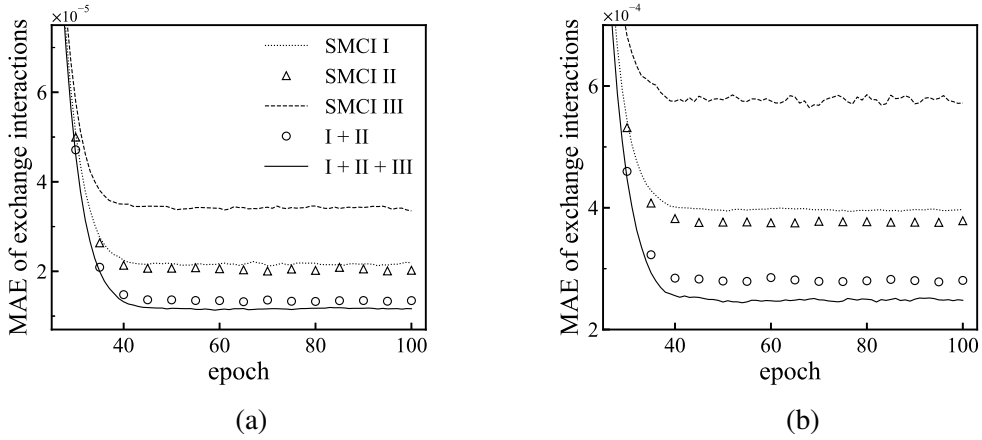 ×10⁻⁵
MAE of exchange interactions
6
4
2
40
60
80
100
epoch
SMCI I
SMCI II
SMCI III
I + II
I + II + III
(a)
×10⁻⁴
MAE of exchange interactions
6
4
2
40
60
80
100
epoch
(b)